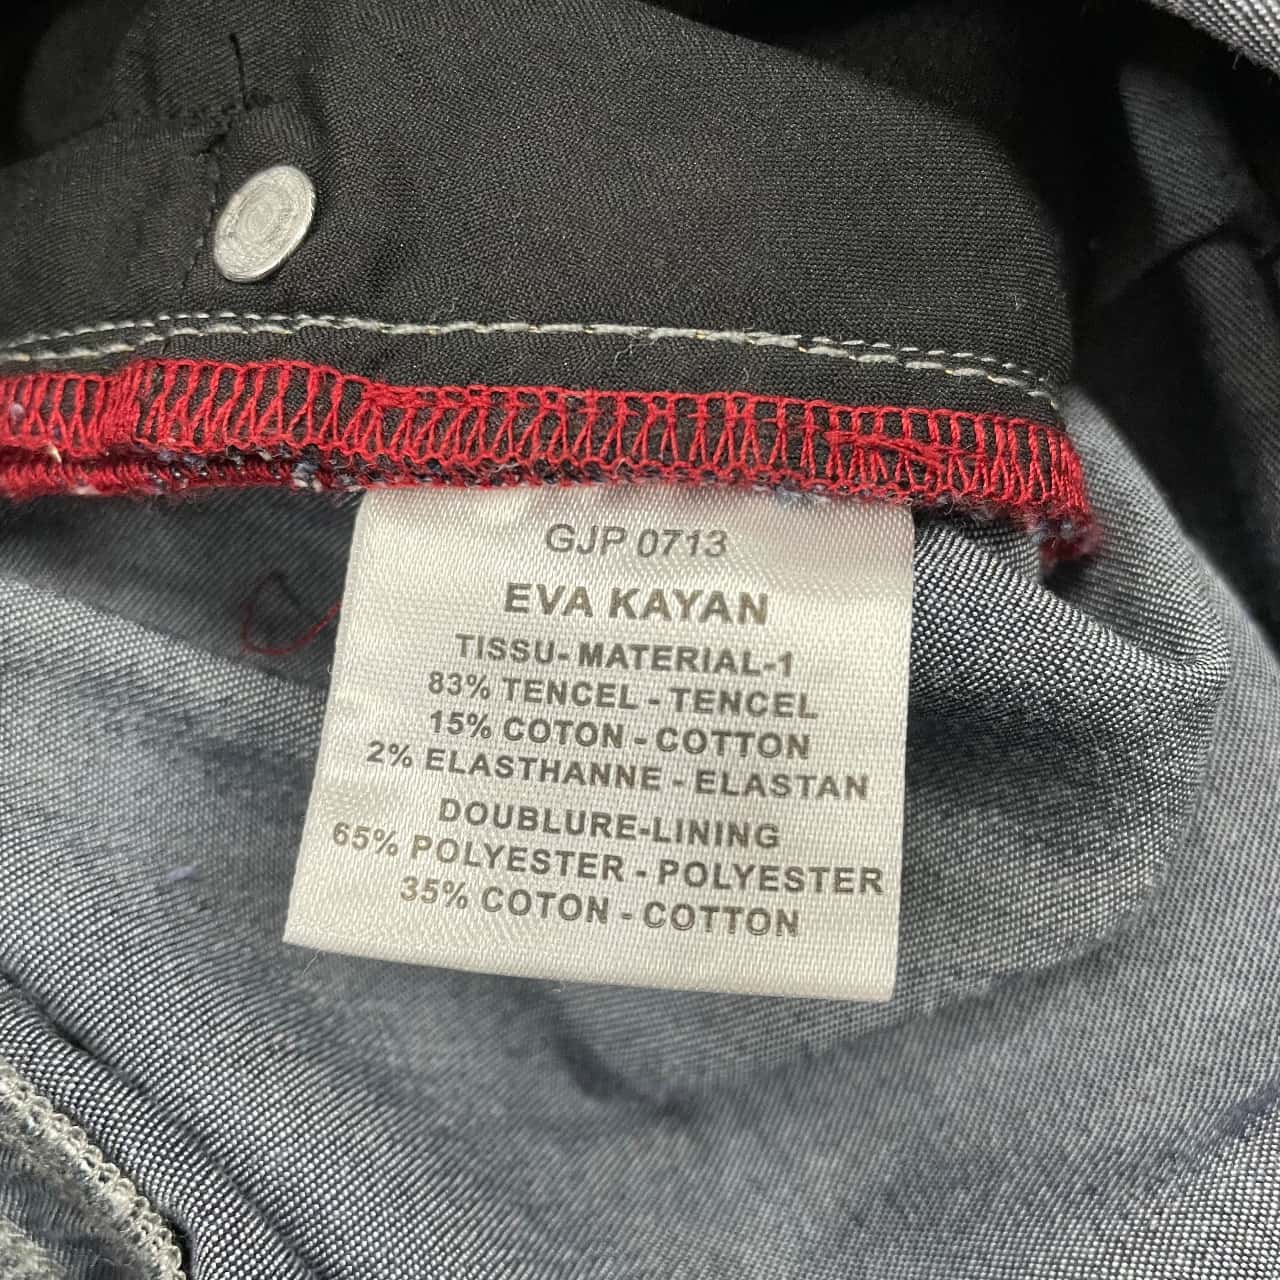 GJP 0713
EVA KAYAN
TISSU-MATERIAL-1
83% TENCEL - TENCEL
15% COTON - COTTON
2% ELASTHANNE - ELASTAN
DOUBLURE-LINING
65% POLYESTER - POLYESTER
35% COTON - COTTON